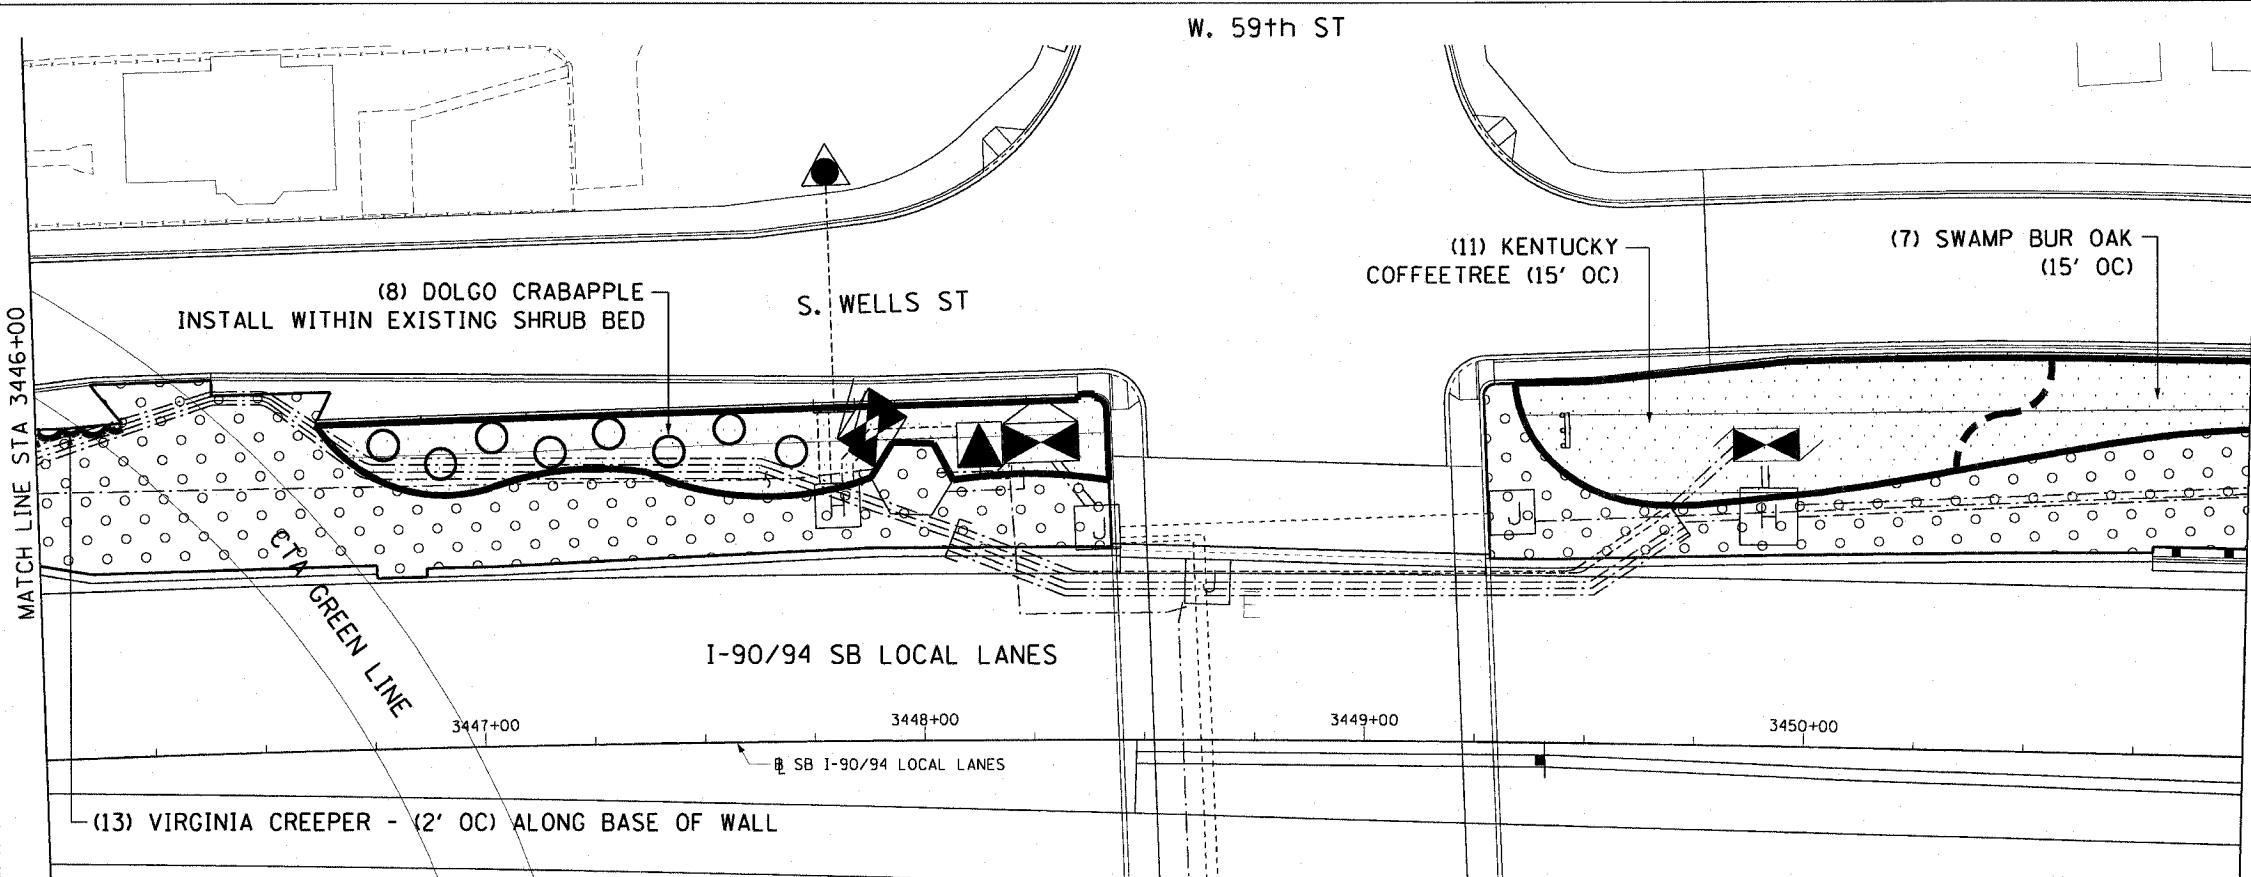 W. 59th ST
(11) KENTUCKY
COFFEETREE (15' OC)
(7) SWAMP BUR OAK
(15' OC)
(8) DOLGO CRABAPPLE
INSTALL WITHIN EXISTING SHRUB BED
S. WELLS ST
MATCH LINE STA 3446+00
H
J
J
H
J
E
CTA GREEN LINE
I-90/94 SB LOCAL LANES
3447+00
3448+00
3449+00
3450+00
SB I-90/94 LOCAL LANES
(13) VIRGINIA CREEPER - (2' OC) ALONG BASE OF WALL